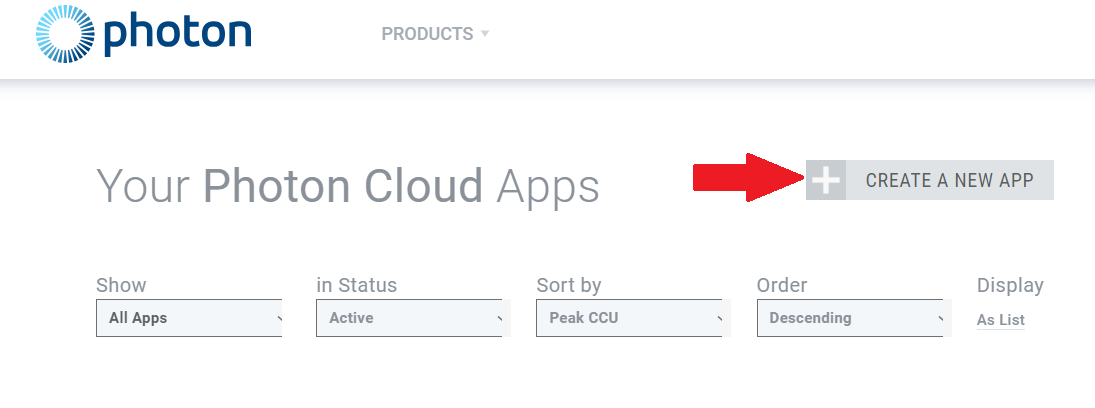 photon
PRODUCTS
Your Photon Cloud Apps
CREATE A NEW APP
Show
in Status
Sort by
Order
Display
All Apps
Active
Peak CCU
Descending
As List